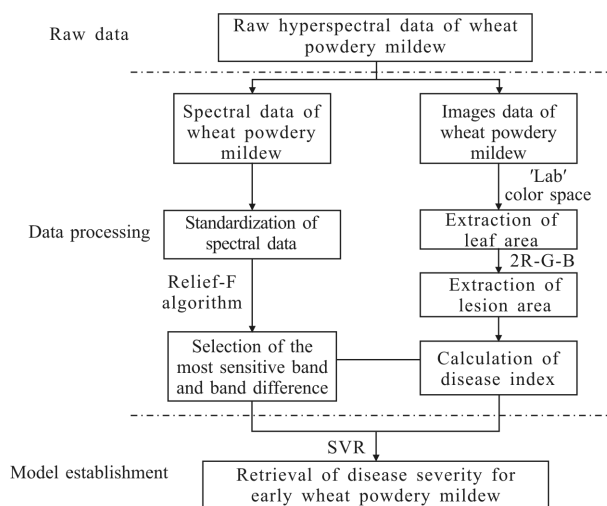 Raw data
Raw hyperspectral data of wheat
powdery mildew
Spectral data of
wheat powdery
mildew
Images data of
wheat powdery
mildew
'Lab'
color space
Data processing
Standardization of
spectral data
Extraction of
leaf area
2R-G-B
Relief-F
algorithm
Extraction of
lesion area
Selection of the
most sensitive band
and band difference
Calculation of
disease index
SVR
Model establishment
Retrieval of disease severity for
early wheat powdery mildew